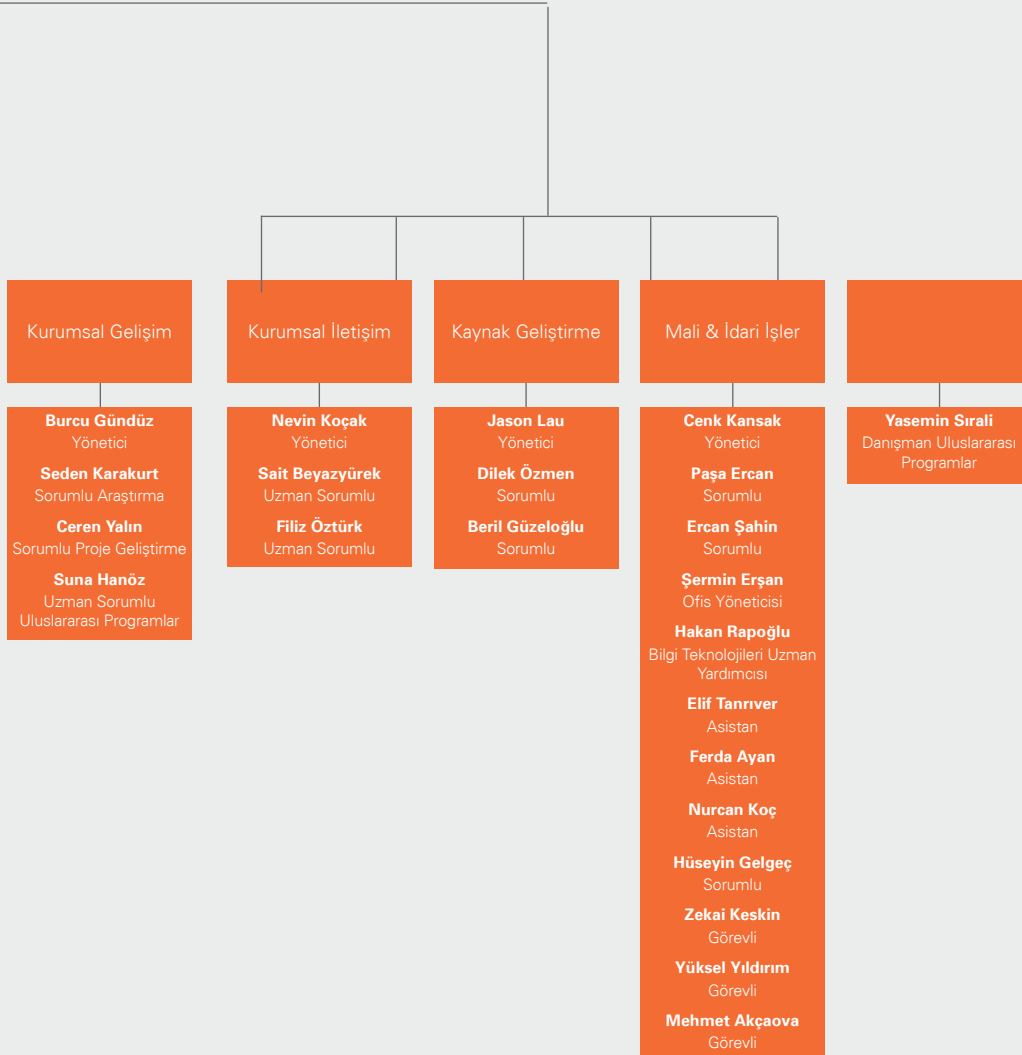 Kurumsal Gelişim
Burcu Gündüz
Yönetici
Seden Karakurt
Sorumlu Araştırma
Ceren Yalın
Sorumlu Proje Geliştirme
Suna Hanöz
Uzman Sorumlu
Uluslararası Programlar
Kurumsal İletişim
Nevin Koçak
Yönetici
Sait Beyazyürek
Uzman Sorumlu
Filiz Öztürk
Uzman Sorumlu
Kaynak Geliştirme
Jason Lau
Yönetici
Dilek Özmen
Sorumlu
Beril Güzeloğlu
Sorumlu
Mali & İdari İşler
Cenk Kansak
Yönetici
Paşa Ercan
Sorumlu
Ercan Şahin
Sorumlu
Şermin Erşan
Ofis Yöneticisi
Hakan Rapoğlu
Bilgi Teknolojileri Uzman
Yardımcısı
Elif Tanrıver
Asistan
Ferda Ayan
Asistan
Nurcan Koç
Asistan
Hüseyin Gelgeç
Sorumlu
Zekai Keskin
Görevli
Yüksel Yıldırım
Görevli
Mehmet Akçaova
Görevli
Yasemin Sırali
Danışman Uluslararası
Programlar